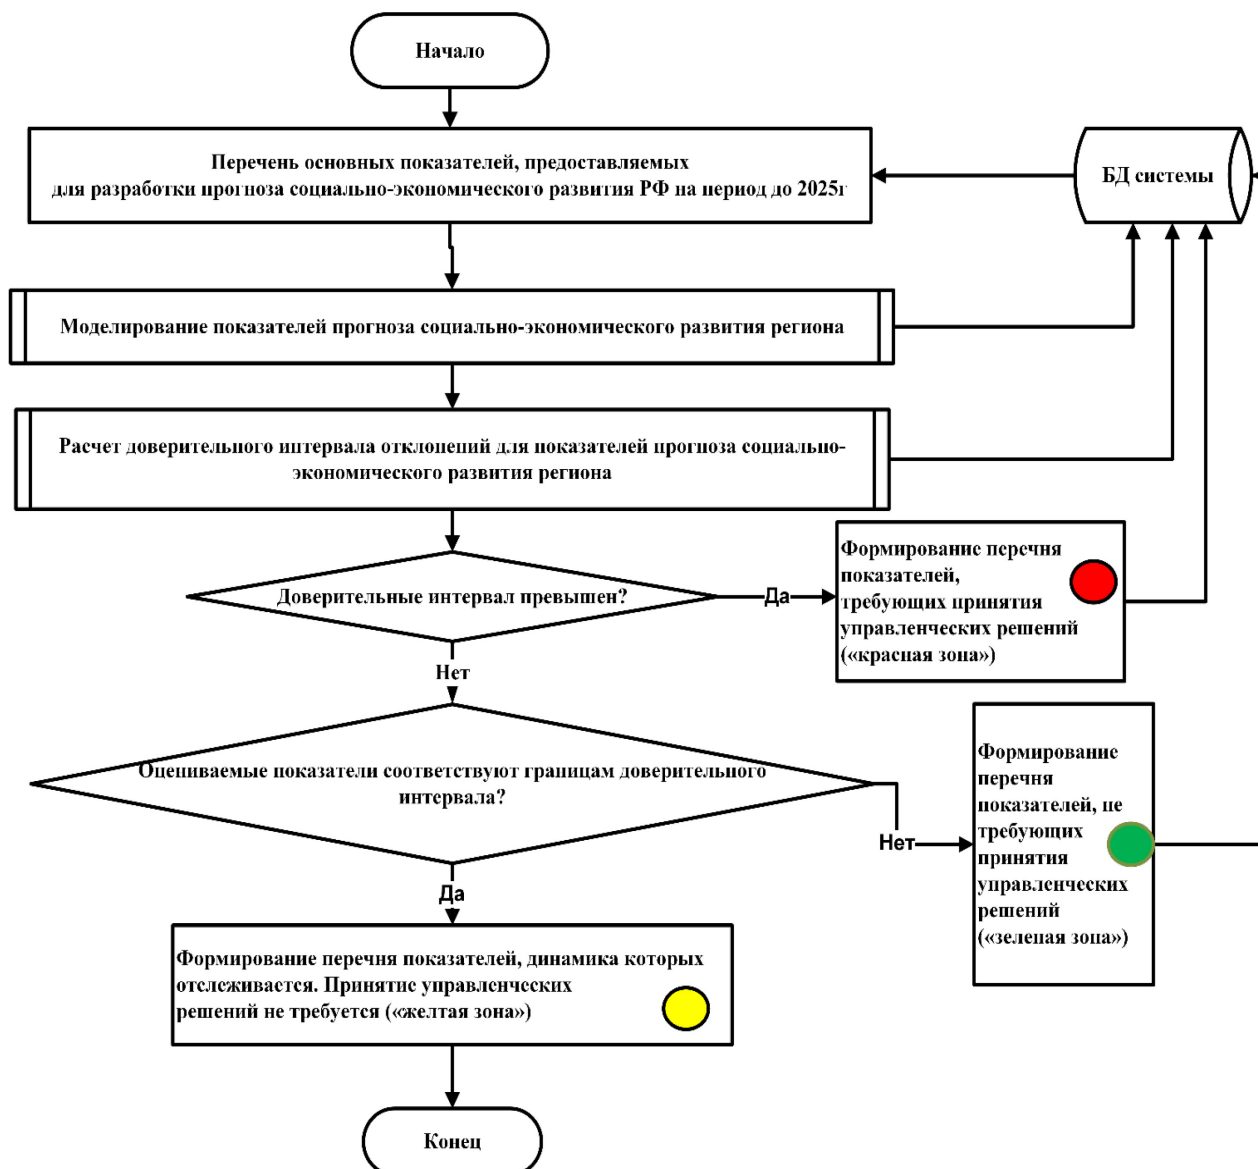 Начало
Перечень основных показателей, предоставляемых
для разработки прогноза социально-экономического развития РФ на период до 2025г
БД системы
Моделирование показателей прогноза социально-экономического развития региона
Расчет доверительного интервала отклонений для показателей прогноза социально-
экономического развития региона
Доверительные интервал превышен?
Да
Формирование перечня
показателей,
требующих принятия
управленческих решений
(«красная зона»)
Нет
Оцениваемые показатели соответствуют границам доверительного
интервала?
Нет
Формирование
перечня
показателей, не
требующих
принятия
управленческих
решений
(«зеленая зона»)
Да
Формирование перечня показателей, динамика которых
отслеживается. Принятие управленческих
решений не требуется («желтая зона»)
Конец